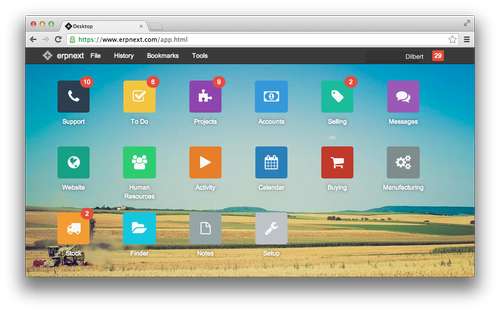 Desktop
https://www.erpnext.com/app.html
erpnext File History Bookmarks Tools Dilbert 29
10 6 9 2
Support To Do Projects Accounts Selling Messages
Website Human Resources Activity Calendar Buying Manufacturing
2
Stock Finder Notes Setup